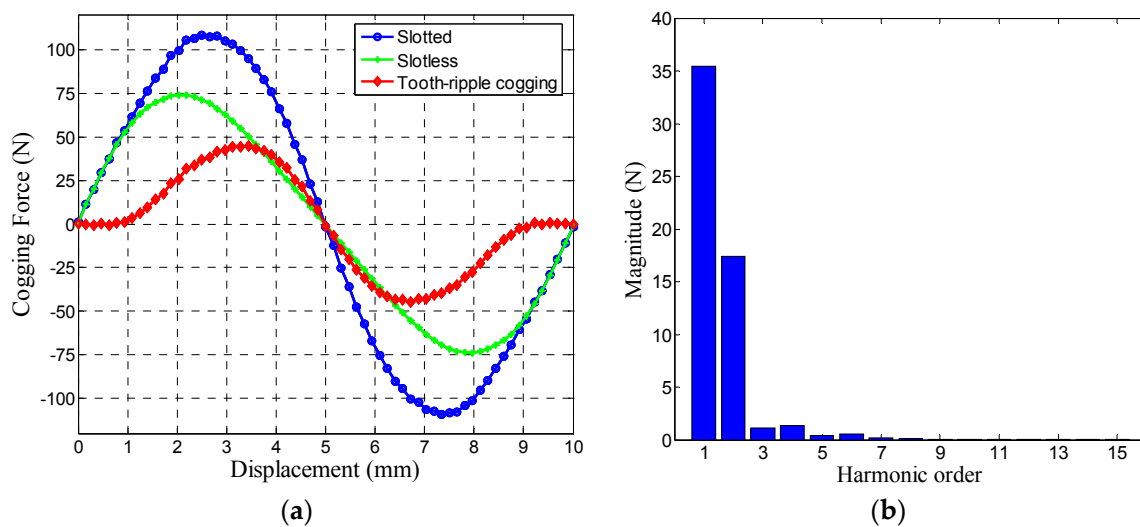 Cogging Force (N)
100
75
50
25
0
-25
-50
-75
-100
Slotted
Slotless
Tooth-ripple cogging
0 1 2 3 4 5 6 7 8 9 10
Displacement (mm)
(a)
Magnitude (N)
40
35
30
25
20
15
10
5
0
1 3 5 7 9 11 13 15
Harmonic order
(b)